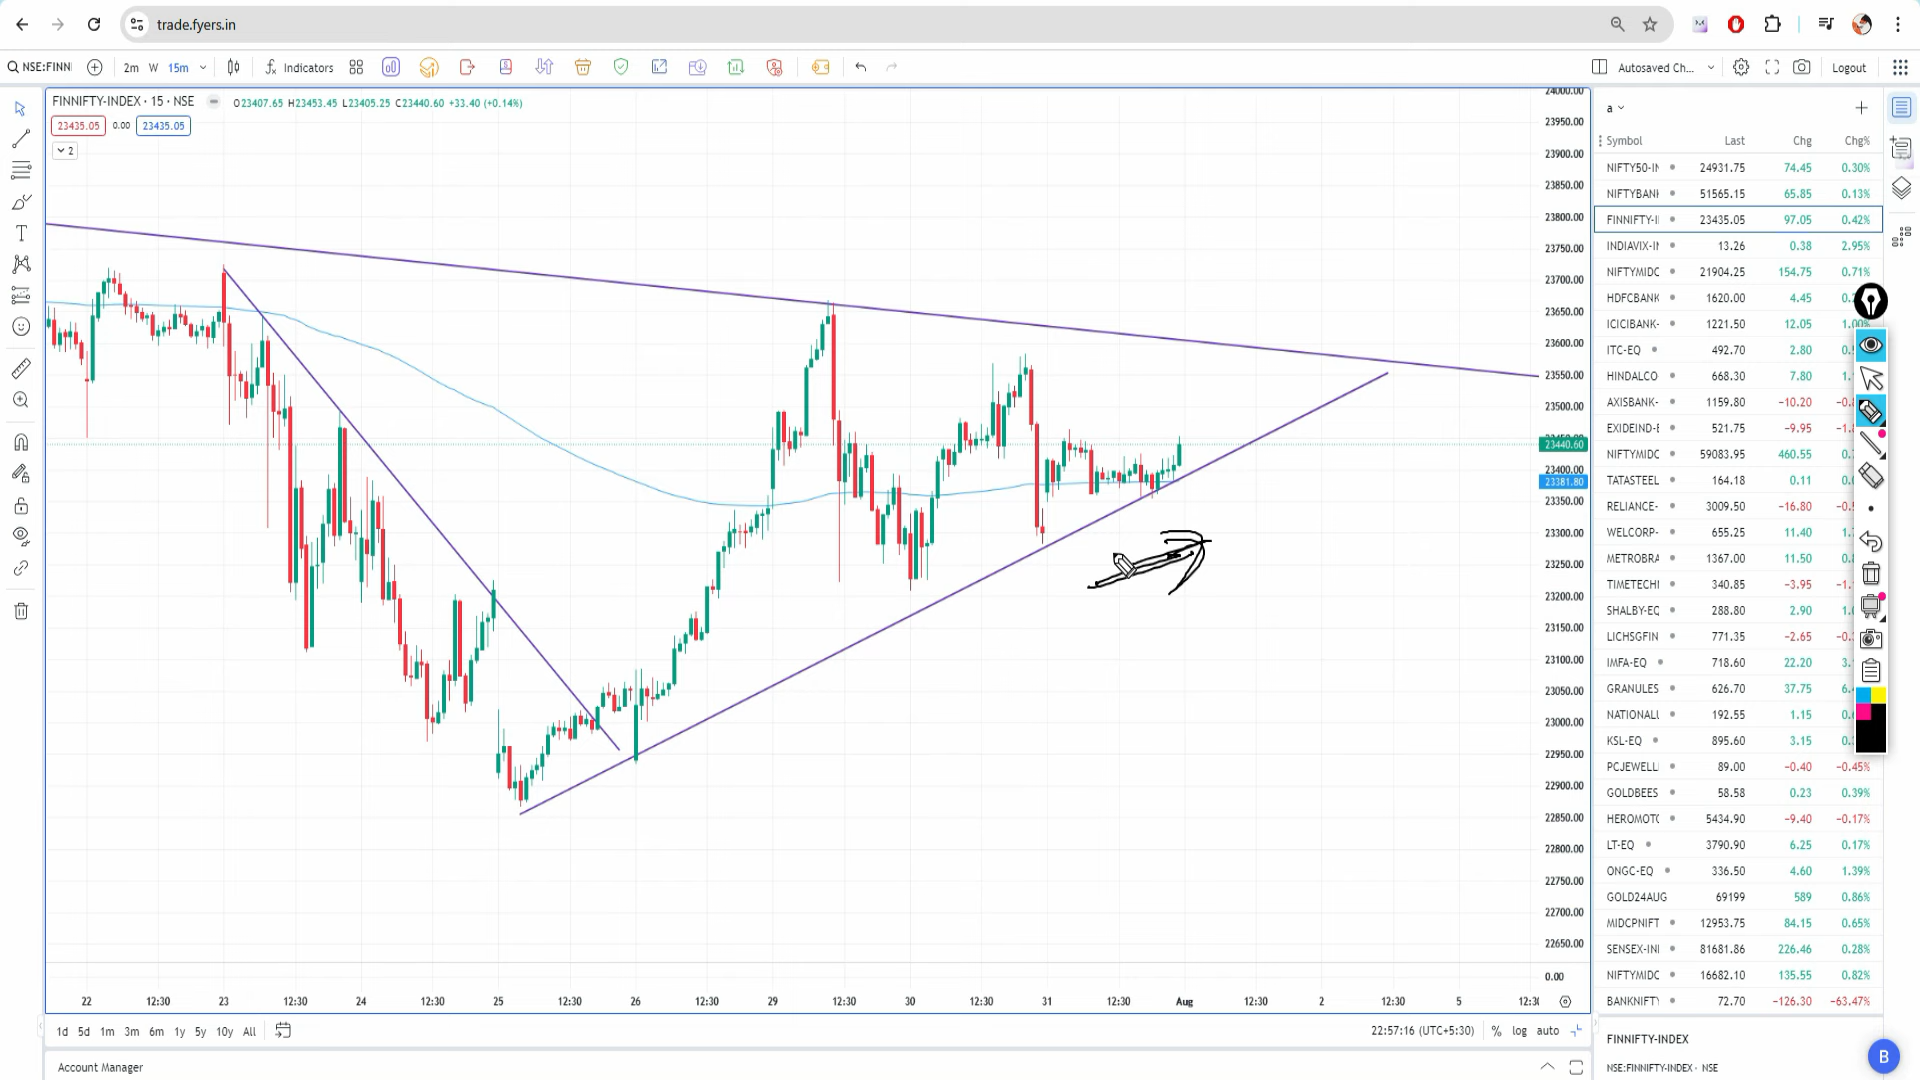 trade.fyers.in
NSE:FINN 2m W 15m Indicators Autosaved Ch... Logout
FINNIFTY-INDEX · 15 · NSE O23407.65 H23453.45 L23405.25 C23440.60 +33.40 (+0.14%)
23435.05 0.00 23435.05
2
24000.00
23950.00
23900.00
23850.00
23800.00
23750.00
23700.00
23650.00
23600.00
23550.00
23500.00
23440.60
23400.00
23381.80
23350.00
23300.00
23250.00
23200.00
23150.00
23100.00
23050.00
23000.00
22950.00
22900.00
22850.00
22800.00
22750.00
22700.00
22650.00
0.00
22 12:30 23 12:30 24 12:30 25 12:30 26 12:30 29 12:30 30 12:30 31 12:30 Aug 12:30 2 12:30 5
1d 5d 1m 3m 6m 1y 5y 10y All 22:57:16 (UTC+5:30) % log auto
Account Manager
a
Symbol Last Chg Chg%
NIFTY50-IN 24931.75 74.45 0.30%
NIFTYBANK 51565.15 65.85 0.13%
FINNIFTY-I 23435.05 97.05 0.42%
INDIAVIX-IN 13.26 0.38 2.95%
NIFTYMIDC 21904.25 154.75 0.71%
HDFCBANK 1620.00 4.45
ICICIBANK- 1221.50 12.05 1.00%
ITC-EQ 492.70 2.80
HINDALCO 668.30 7.80
AXISBANK- 1159.80 −10.20
EXIDEIND-E 521.75 −9.95
NIFTYMIDC 59083.95 460.55
TATASTEEL 164.18 0.11
RELIANCE- 3009.50 −16.80
WELCORP- 655.25 11.40
METROBRA 1367.00 11.50
TIMETECH 340.85 −3.95
SHALBY-EQ 288.80 2.90
LICHSGFIN 771.35 −2.65
IMFA-EQ 718.60 22.20
GRANULES 626.70 37.75
NATIONAL 192.55 1.15
KSL-EQ 895.60 3.15
PCJEWELL 89.00 −0.40 −0.45%
GOLDBEES 58.58 0.23 0.39%
HEROMOTO 5434.90 −9.40 −0.17%
LT-EQ 3790.90 6.25 0.17%
ONGC-EQ 336.50 4.60 1.39%
GOLD24AUG 69199 589 0.86%
MIDCPNIFT 12953.75 84.15 0.65%
SENSEX-IN 81681.86 226.46 0.28%
NIFTYMIDC 16682.10 135.55 0.82%
BANKNIFTY 72.70 −126.30 −63.47%
FINNIFTY-INDEX
NSE:FINNIFTY-INDEX · NSE
B